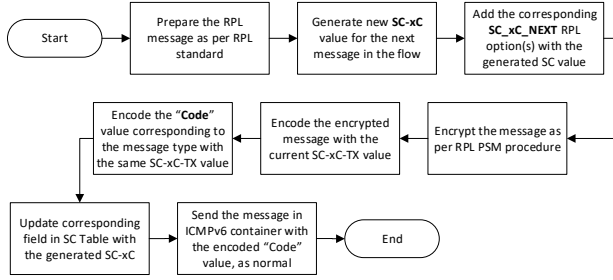 Start
Prepare the RPL
message as per RPL
standard
Generate new SC-xC
value for the next
message in the flow
Add the corresponding
SC_xC_NEXT RPL
option(s) with the
generated SC value
Encrypt the message as
per RPL PSM procedure
Encode the encrypted
message with the
current SC-xC-TX value
Encode the “Code”
value corresponding to
the message type with
the same SC-xC-TX value
Update corresponding
field in SC Table with
the generated SC-xC
Send the message in
ICMPv6 container with
the encoded “Code”
value, as normal
End